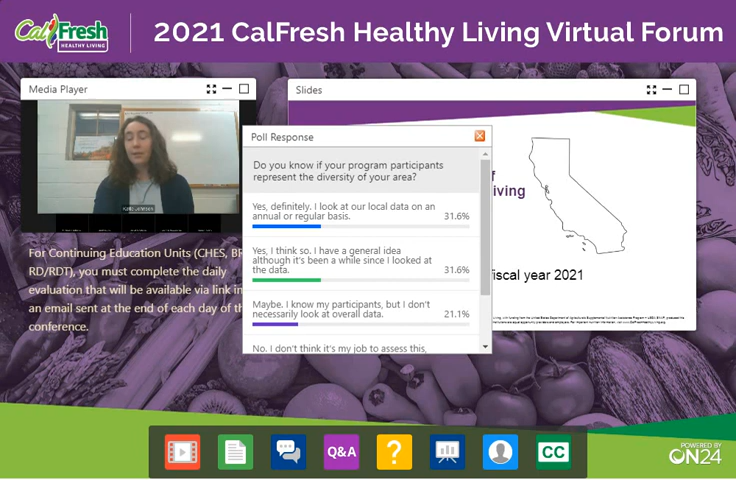 CalFresh
HEALTHY LIVING
2021 CalFresh Healthy Living Virtual Forum
Media Player
Slides
For Continuing Education Units (CHES, BF
RD/RDT), you must complete the daily
evaluation that will be available via link in
an email sent at the end of each day of th
conference.
Poll Response
Do you know if your program participants
represent the diversity of your area?
Yes, definitely. I look at our local data on an
annual or regular basis.
31.6%
Yes, I think so. I have a general idea
although it's been a while since I looked at
the data.
31.6%
Maybe. I know my participants, but I don't
necessarily look at overall data.
21.1%
No. I don't think it's my job to assess this,
f
iving
fiscal year 2021
Q&A
?
CC
POWERED BY
ON24